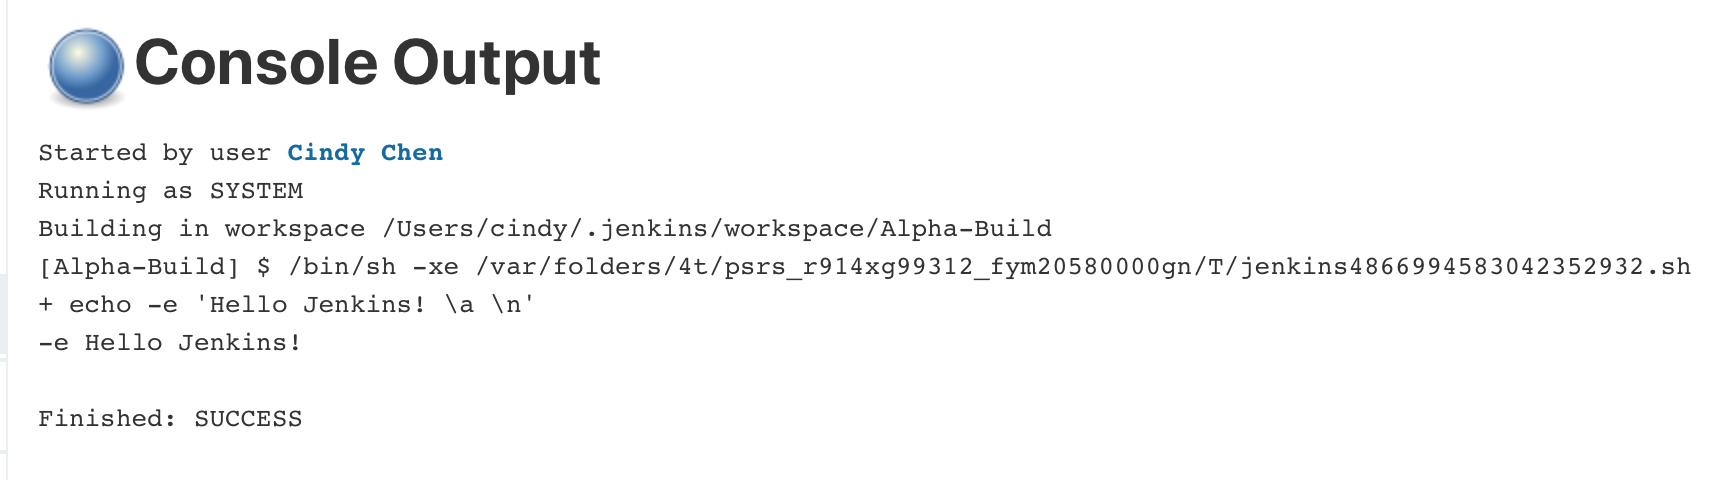 Console Output
Started by user Cindy Chen
Running as SYSTEM
Building in workspace /Users/cindy/.jenkins/workspace/Alpha-Build
[Alpha-Build] $ /bin/sh -xe /var/folders/4t/psrs_r914xg99312_fym20580000gn/T/jenkins4866994583042352932.sh
+ echo -e 'Hello Jenkins! \a \n'
-e Hello Jenkins!
Finished: SUCCESS